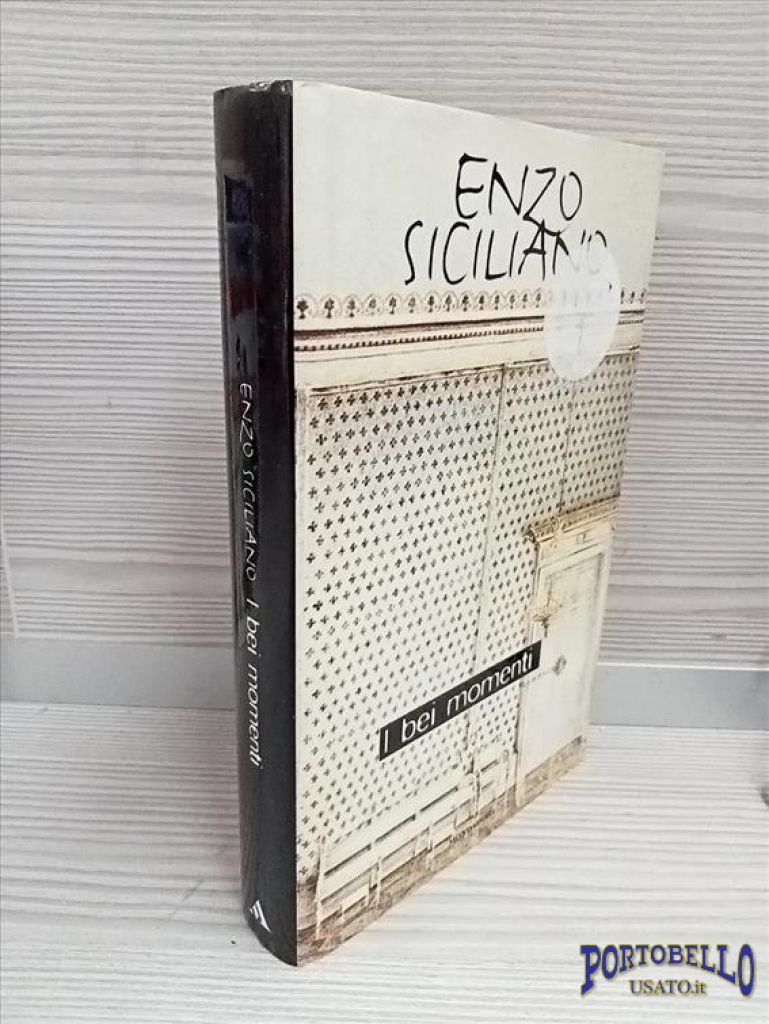 ENZO
SICILIANO
I bei momenti
ENZO SICILIANO I bei momenti
PORTOBELLO
USATO.it